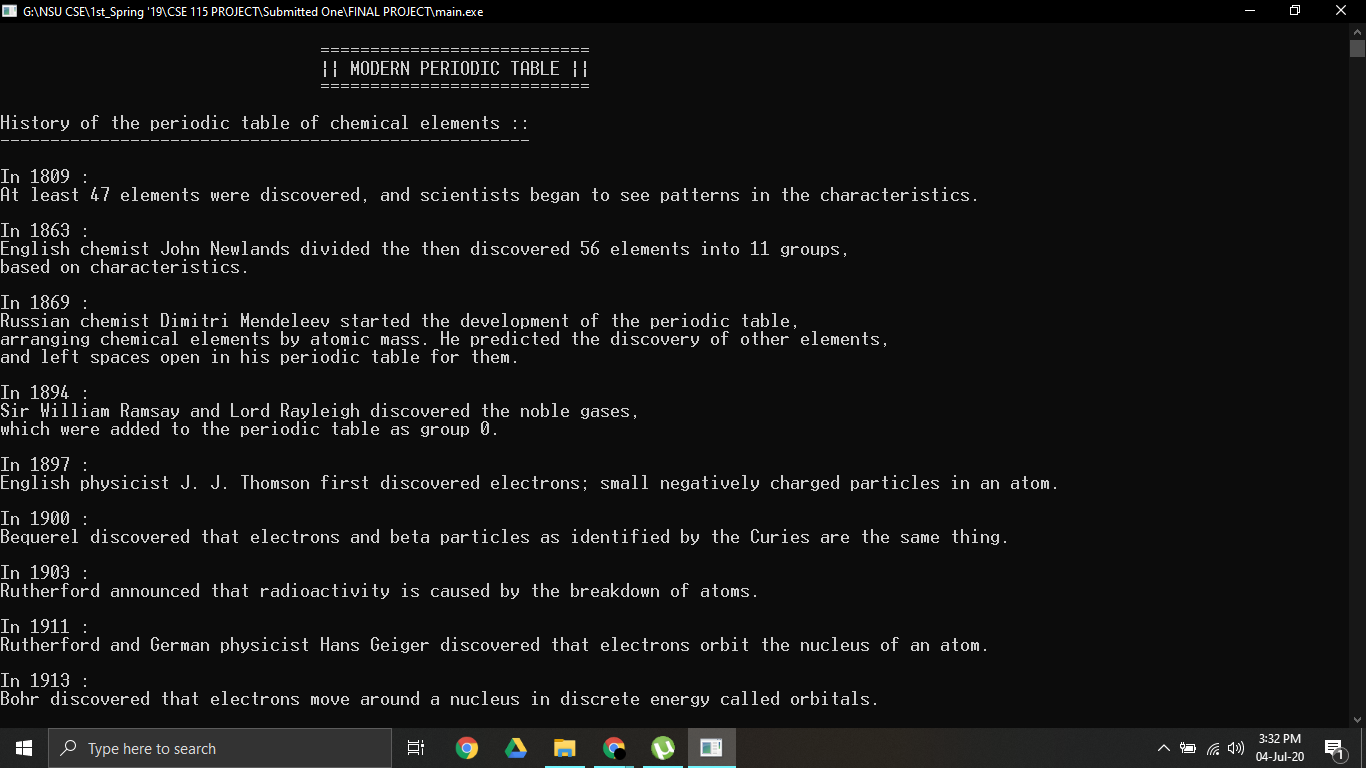 G:\NSU CSE\1st_Spring '19\CSE 115 PROJECT\Submitted One\FINAL PROJECT\main.exe
===========================
|| MODERN PERIODIC TABLE ||
===========================
History of the periodic table of chemical elements ::
-----------------------------------------------------
In 1809 :
At least 47 elements were discovered, and scientists began to see patterns in the characteristics.
In 1863 :
English chemist John Newlands divided the then discovered 56 elements into 11 groups,
based on characteristics.
In 1869 :
Russian chemist Dimitri Mendeleev started the development of the periodic table,
arranging chemical elements by atomic mass. He predicted the discovery of other elements,
and left spaces open in his periodic table for them.
In 1894 :
Sir William Ramsay and Lord Rayleigh discovered the noble gases,
which were added to the periodic table as group 0.
In 1897 :
English physicist J. J. Thomson first discovered electrons; small negatively charged particles in an atom.
In 1900 :
Bequerel discovered that electrons and beta particles as identified by the Curies are the same thing.
In 1903 :
Rutherford announced that radioactivity is caused by the breakdown of atoms.
In 1911 :
Rutherford and German physicist Hans Geiger discovered that electrons orbit the nucleus of an atom.
In 1913 :
Bohr discovered that electrons move around a nucleus in discrete energy called orbitals.
Type here to search
3:32 PM
04-Jul-20
1